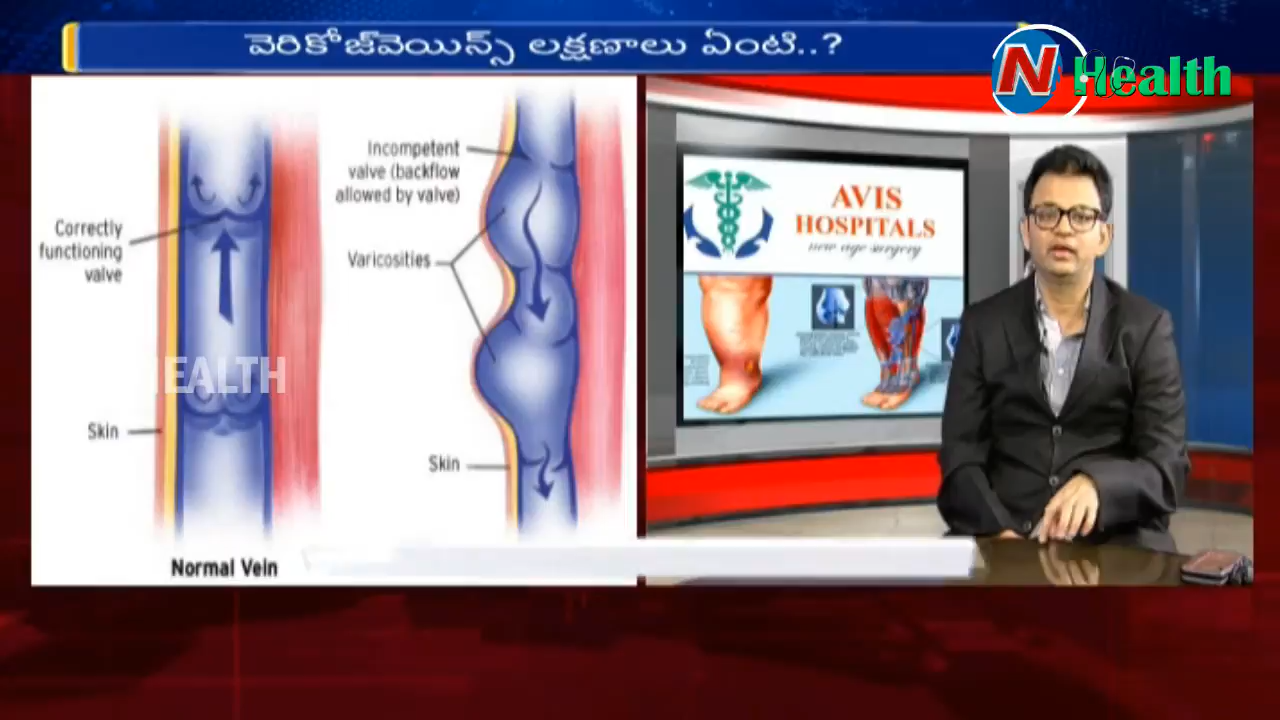 వెరికోజ్‌వెయిన్స్ లక్షణాలు ఏంటి..?
N Health
Correctly
functioning
valve
Skin
Normal Vein
HEALTH
Incompetent
valve (backflow
allowed by valve)
Varicosities
Skin
AVIS
HOSPITALS
new age surgery